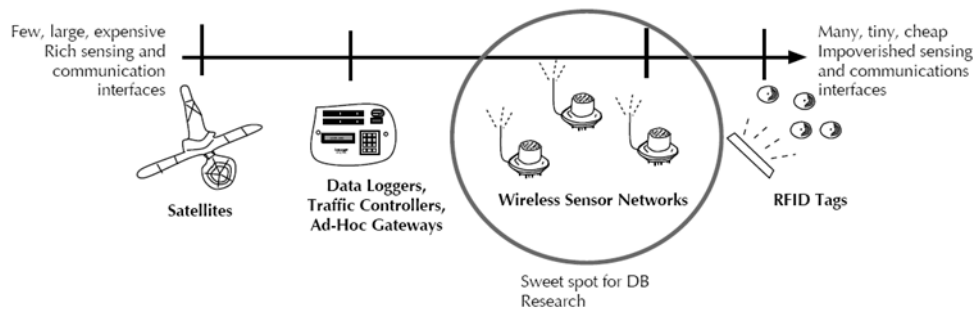 Few, large, expensive
Rich sensing and
communication
interfaces
Many, tiny, cheap
Impoverished sensing
and communications
interfaces
Satellites
Data Loggers,
Traffic Controllers,
Ad-Hoc Gateways
Wireless Sensor Networks
RFID Tags
Sweet spot for DB
Research